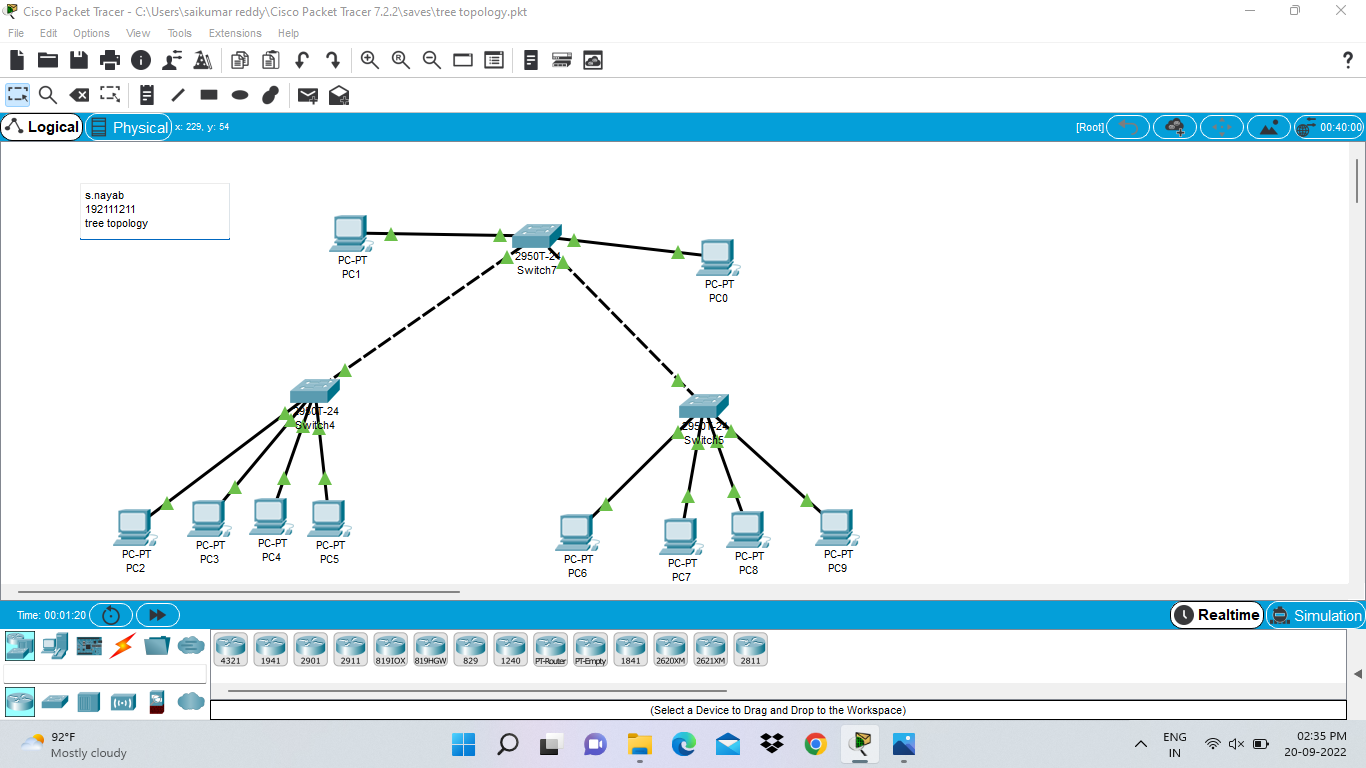 Cisco Packet Tracer - C:\Users\saikumar reddy\Cisco Packet Tracer 7.2.2\saves\tree topology.pkt
File Edit Options View Tools Extensions Help
Logical Physical x: 229, y: 54 [Root] 00:40:00
s.nayab
192111211
tree topology
PC-PT
PC1
2950T-24
Switch7
PC-PT
PC0
2950T-24
Switch4
2950T-24
Switch5
PC-PT
PC2
PC-PT
PC3
PC-PT
PC4
PC-PT
PC5
PC-PT
PC6
PC-PT
PC7
PC-PT
PC8
PC-PT
PC9
Time: 00:01:20 Realtime Simulation
4321 1941 2901 2911 819IOX 819HGW 829 1240 PT-Router PT-Empty 1841 2620XM 2621XM 2811
(Select a Device to Drag and Drop to the Workspace)
92°F
Mostly cloudy
ENG
IN
02:35 PM
20-09-2022